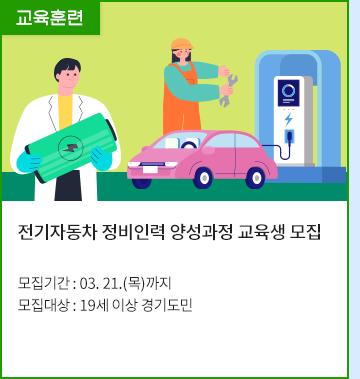 교육훈련
전기자동차 정비인력 양성과정 교육생 모집
모집기간 : 03. 21.(목)까지
모집대상 : 19세 이상 경기도민